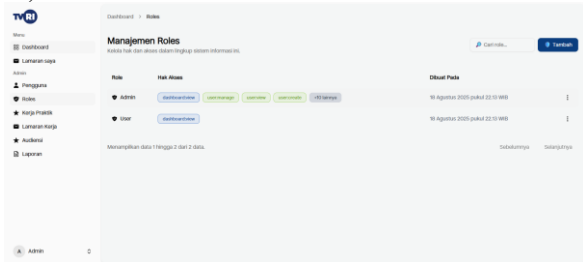 TVRI
Dashboard > Roles
Menu
Dashboard
Lamaran saya
Admin
Pengguna
Roles
Kerja Praktik
Lamaran Kerja
Audiensi
Laporan
Manajemen Roles
Kelola hak dan akses dalam lingkup sistem informasi ini.
Cari role...
Tambah
Role Hak Akses Dibuat Pada
Admin dashboard:view user:manage user:view user:create +10 lainnya 18 Agustus 2025 pukul 22.13 WIB
User dashboard:view 18 Agustus 2025 pukul 22.13 WIB
Menampilkan data 1 hingga 2 dari 2 data.
Sebelumnya Selanjutnya
A Admin